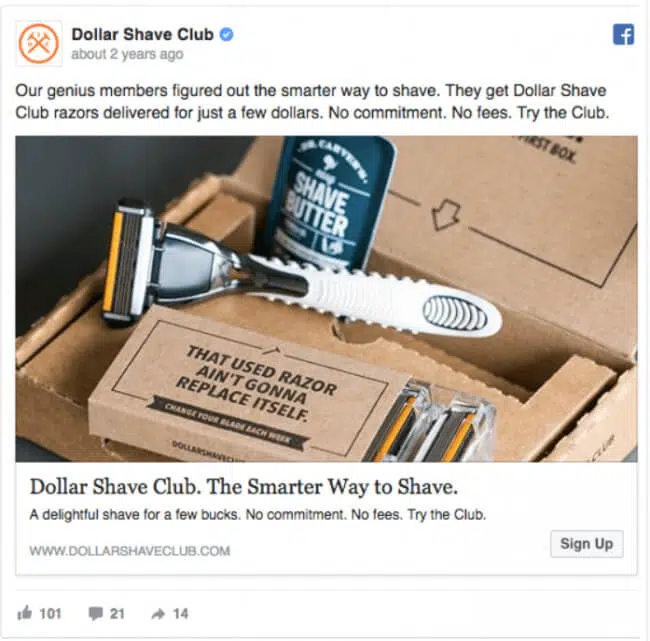 Dollar Shave Club
about 2 years ago
Our genius members figured out the smarter way to shave. They get Dollar Shave
Club razors delivered for just a few dollars. No commitment. No fees. Try the Club.
FIRST BOX.
DR. CARVER'S
SHAVE
BUTTER
THAT USED RAZOR
AIN'T GONNA
REPLACE ITSELF.
CHANGE YOUR BLADE EACH WEEK
DOLLARSHAVECLU
CLUB
Dollar Shave Club. The Smarter Way to Shave.
A delightful shave for a few bucks. No commitment. No fees. Try the Club.
WWW.DOLLARSHAVECLUB.COM
Sign Up
101 21 14